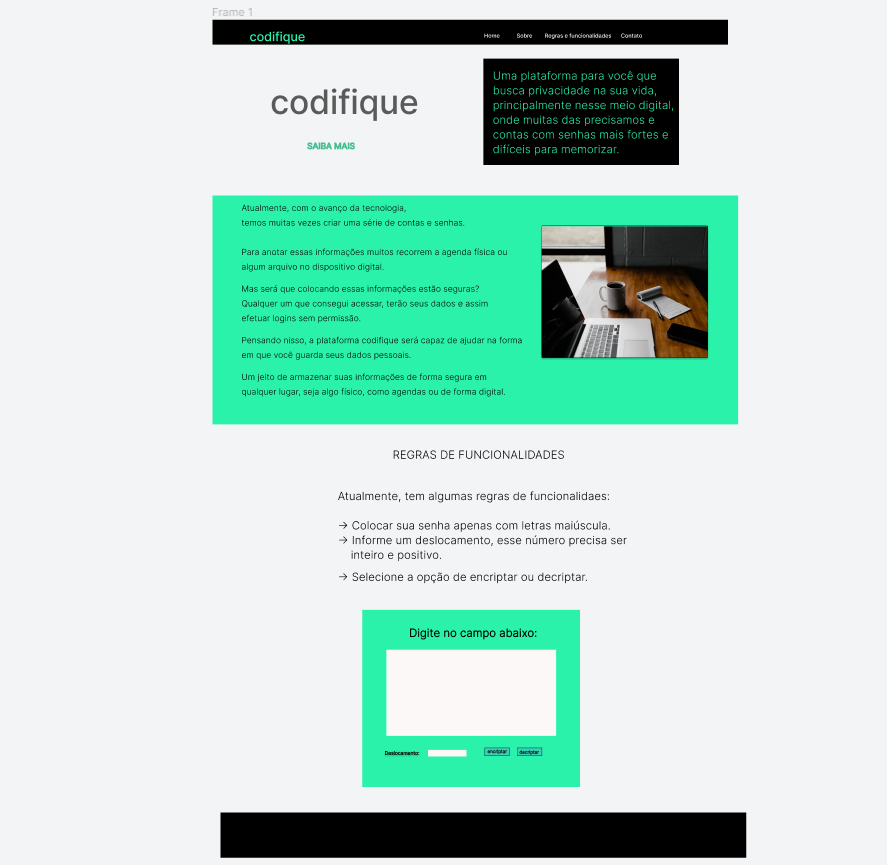 Frame 1
codifique
Home Sobre Regras e funcionalidades Contato
codifique
SAIBA MAIS
Uma plataforma para você que
busca privacidade na sua vida,
principalmente nesse meio digital,
onde muitas das precisamos e
contas com senhas mais fortes e
difíceis para memorizar.
Atualmente, com o avanço da tecnologia,
temos muitas vezes criar uma série de contas e senhas.
Para anotar essas informações muitos recorrem a agenda física ou
algum arquivo no dispositivo digital.
Mas será que colocando essas informações estão seguras?
Qualquer um que consegui acessar, terão seus dados e assim
efetuar logins sem permissão.
Pensando nisso, a plataforma codifique será capaz de ajudar na forma
em que você guarda seus dados pessoais.
Um jeito de armazenar suas informações de forma segura em
qualquer lugar, seja algo físico, como agendas ou de forma digital.
REGRAS DE FUNCIONALIDADES
Atualmente, tem algumas regras de funcionalidaes:
→ Colocar sua senha apenas com letras maiúscula.
→ Informe um deslocamento, esse número precisa ser
inteiro e positivo.
→ Selecione a opção de encriptar ou decriptar.
Digite no campo abaixo:
Deslocamento: encriptar decriptar